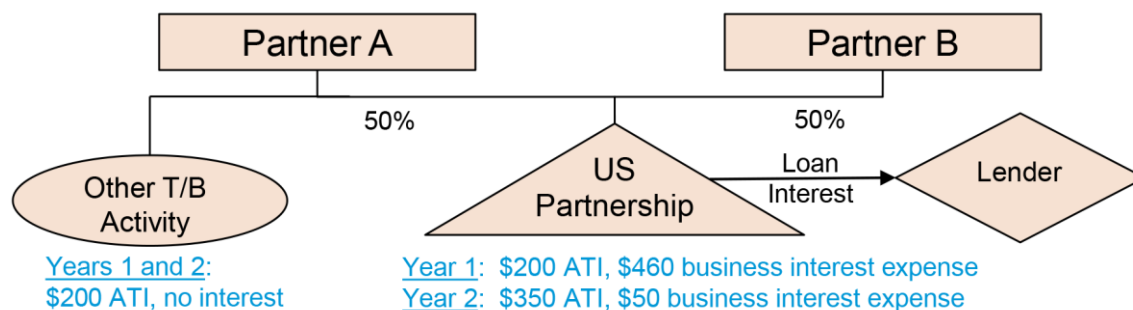 Partner A
Partner B
50%
50%
Other T/B
Activity
US
Partnership
Loan
Interest
Lender
Years 1 and 2:
$200 ATI, no interest
Year 1: $200 ATI, $460 business interest expense
Year 2: $350 ATI, $50 business interest expense